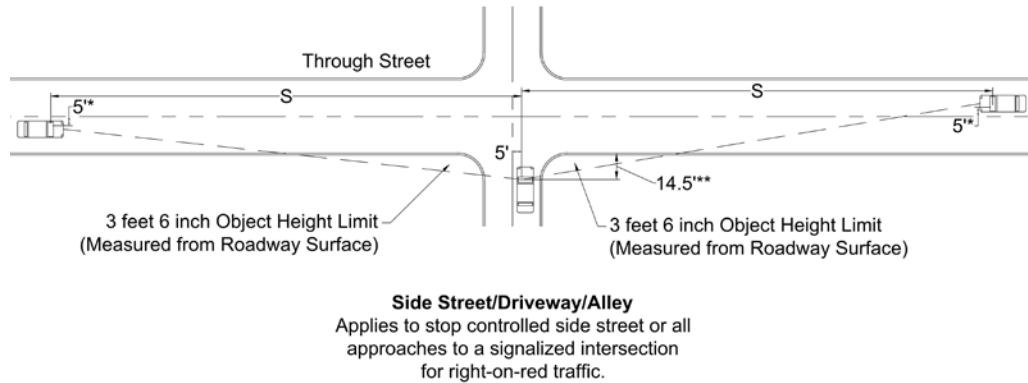 Through Street
S
S
5'*
5'*
5'
14.5'**
3 feet 6 inch Object Height Limit
(Measured from Roadway Surface)
3 feet 6 inch Object Height Limit
(Measured from Roadway Surface)
Side Street/Driveway/Alley
Applies to stop controlled side street or all
approaches to a signalized intersection
for right-on-red traffic.